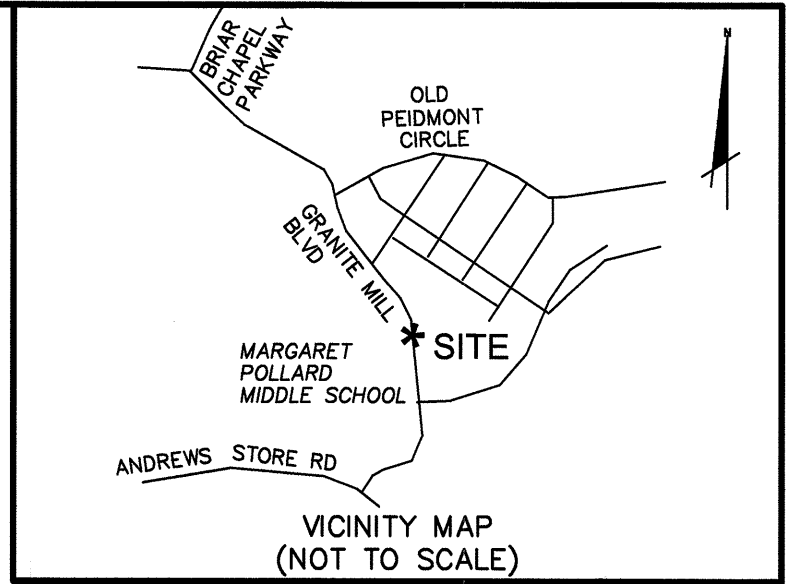 BRIAR
CHAPEL
PARKWAY
N
OLD
PEIDMONT
CIRCLE
GRANITE MILL
BLVD
* SITE
MARGARET
POLLARD
MIDDLE SCHOOL
ANDREWS STORE RD
VICINITY MAP
(NOT TO SCALE)